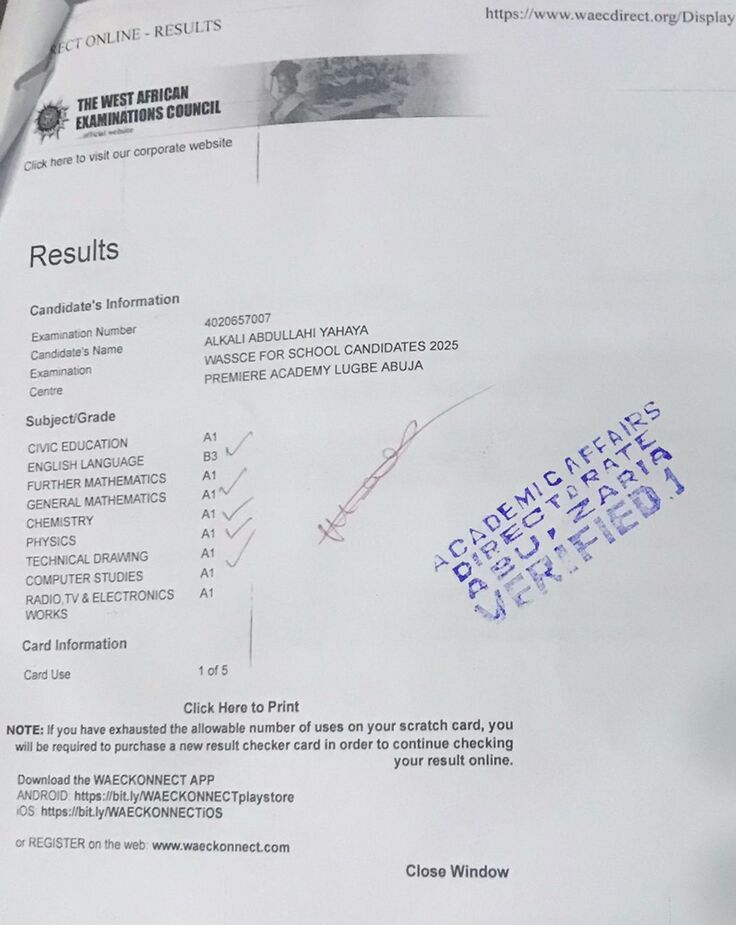 RECT ONLINE - RESULTS
https://www.waecdirect.org/Display
THE WEST AFRICAN
EXAMINATIONS COUNCIL
...official website
Click here to visit our corporate website
Results
Candidate's Information
Examination Number 4020657007
Candidate's Name ALKALI ABDULLAHI YAHAYA
Examination WASSCE FOR SCHOOL CANDIDATES 2025
Centre PREMIERE ACADEMY LUGBE ABUJA
Subject/Grade
CIVIC EDUCATION A1
ENGLISH LANGUAGE B3
FURTHER MATHEMATICS A1
GENERAL MATHEMATICS A1
CHEMISTRY A1
PHYSICS A1
TECHNICAL DRAWING A1
COMPUTER STUDIES A1
RADIO,TV & ELECTRONICS A1
WORKS
ACADEMIC AFFAIRS
DIRECTORATE
ABU, ZARIA
VERIFIED.1
Card Information
Card Use 1 of 5
Click Here to Print
NOTE: If you have exhausted the allowable number of uses on your scratch card, you
will be required to purchase a new result checker card in order to continue checking
your result online.
Download the WAECKONNECT APP
ANDROID: https://bit.ly/WAECKONNECTplaystore
iOS: https://bit.ly/WAECKONNECTiOS
or REGISTER on the web: www.waeckonnect.com
Close Window